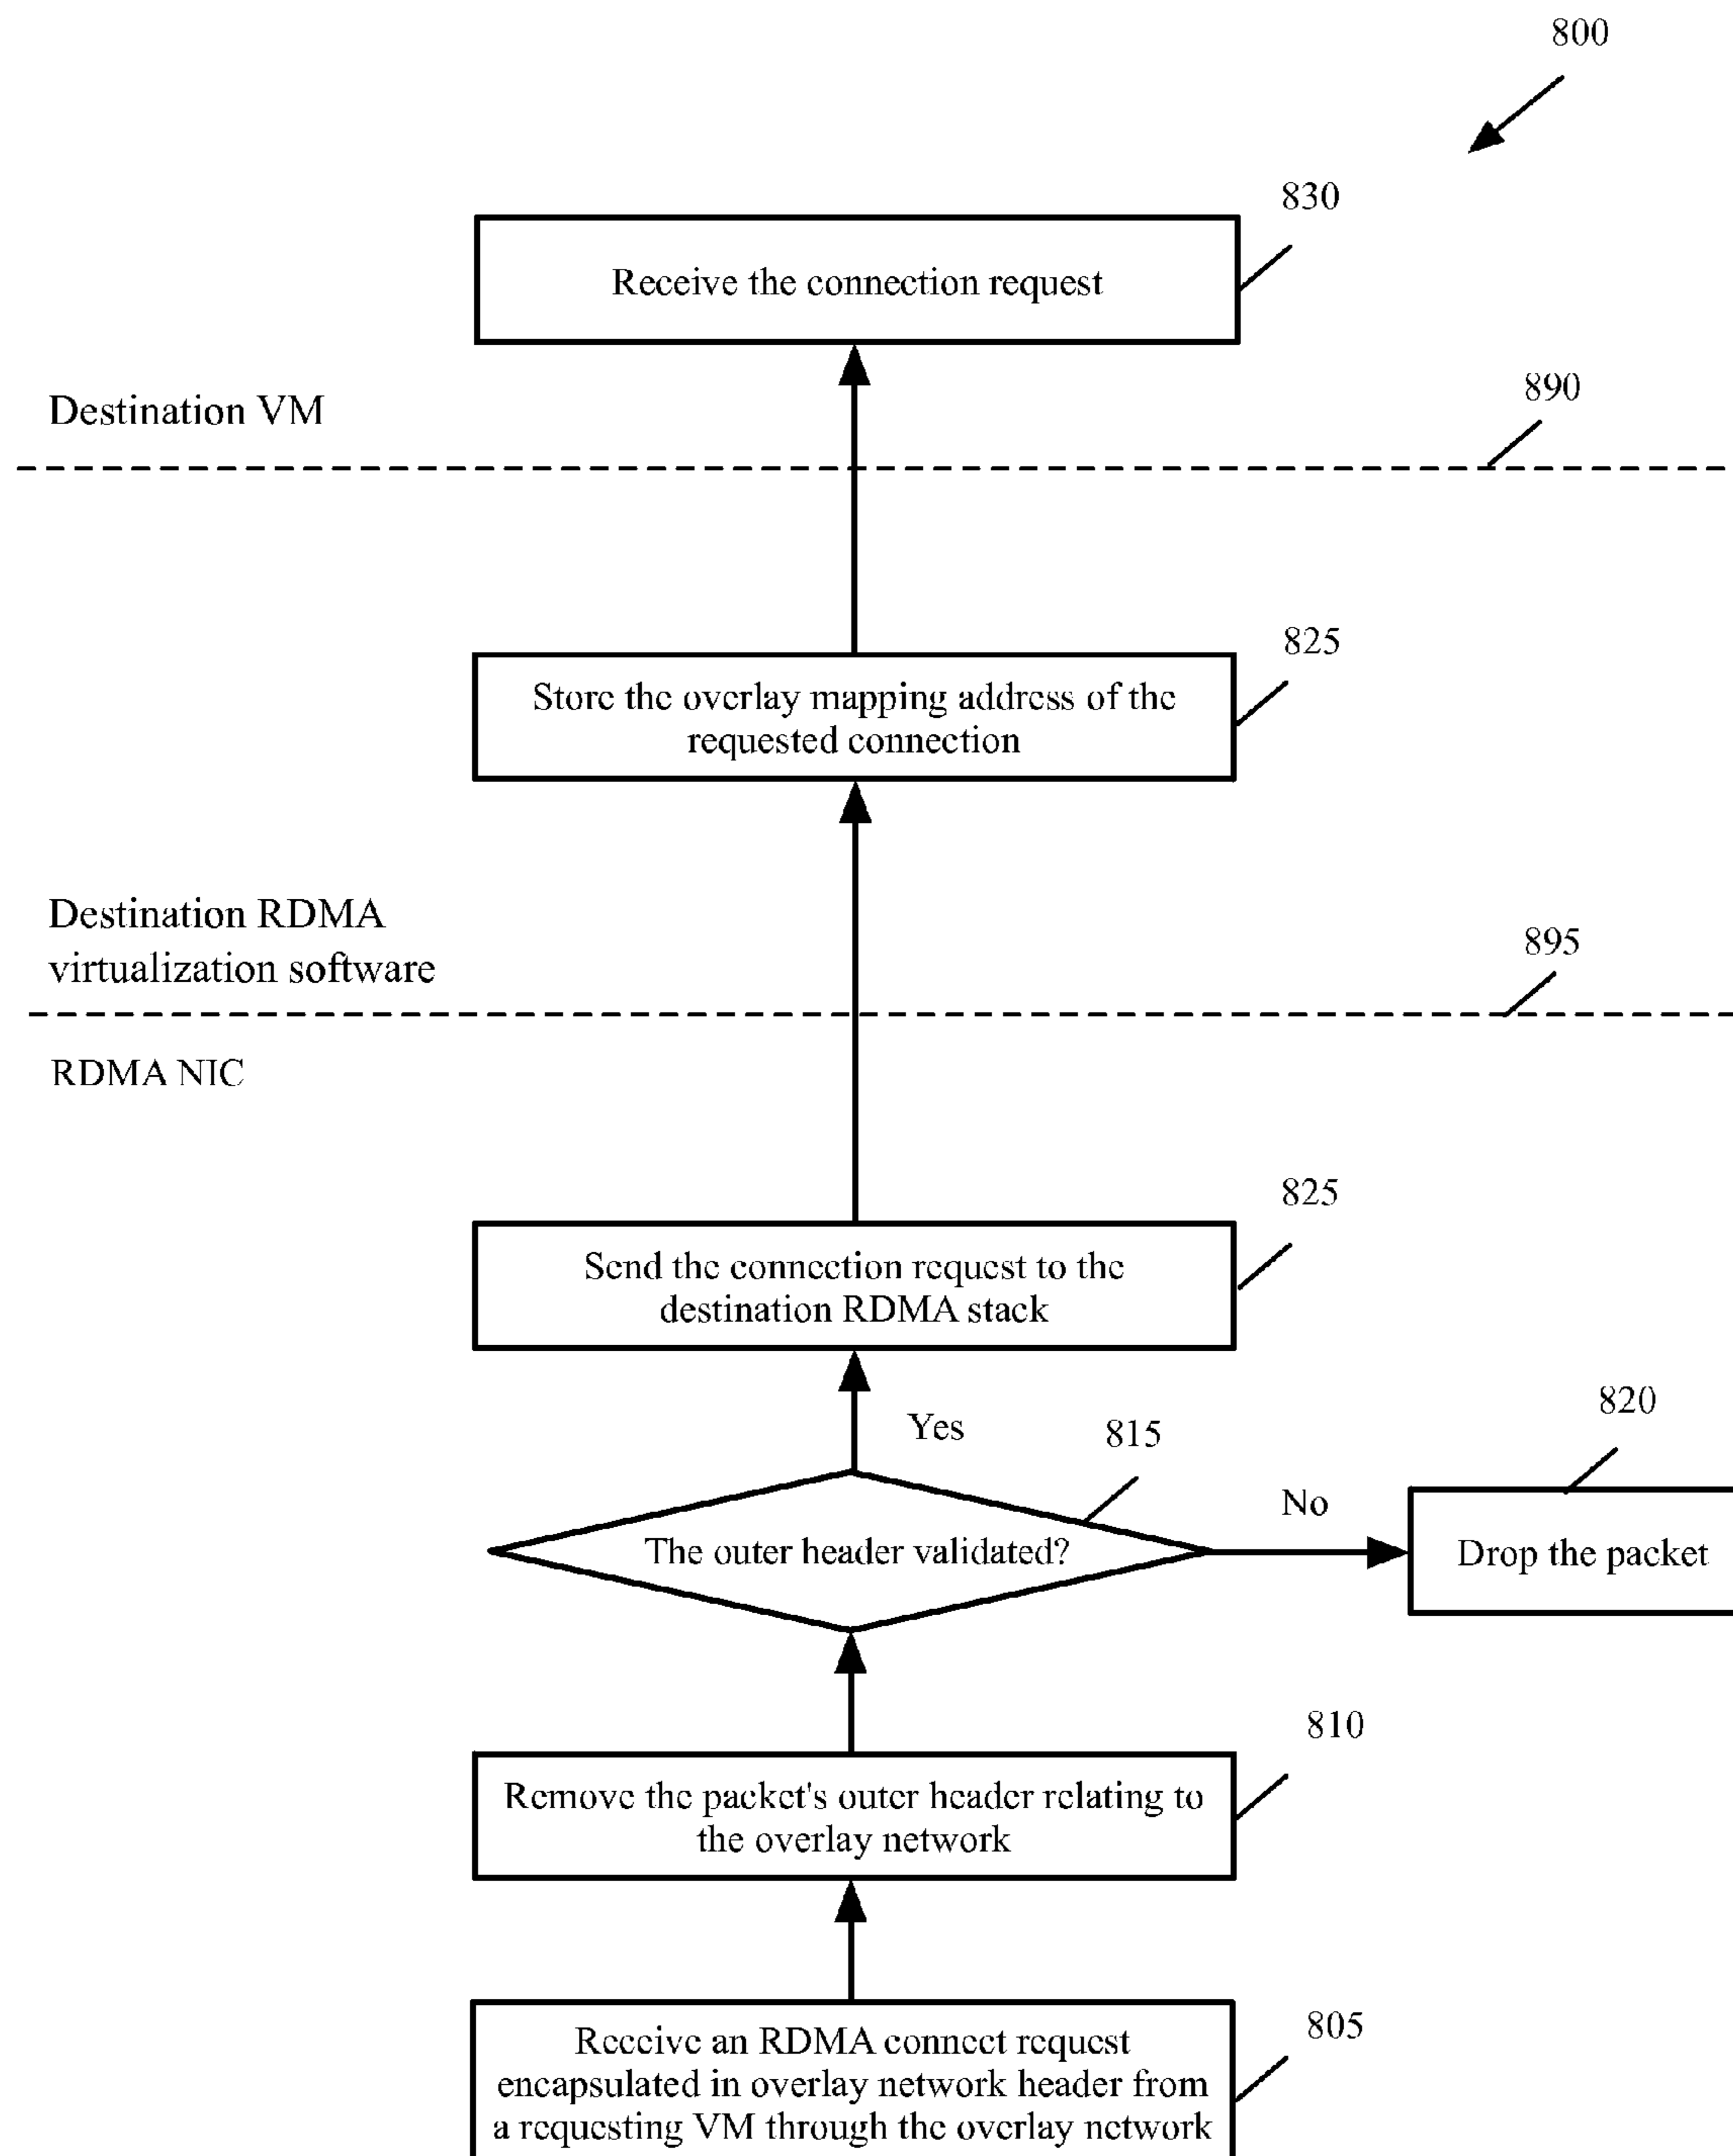 800
830
Receive the connection request
890
Destination VM
825
Store the overlay mapping address of the
requested connection
Destination RDMA
virtualization software
895
RDMA NIC
825
Send the connection request to the
destination RDMA stack
820
Yes
815
No
The outer header validated?
Drop the packet
810
Remove the packet's outer header relating to
the overlay network
805
Receive an RDMA connect request
encapsulated in overlay network header from
a requesting VM through the overlay network